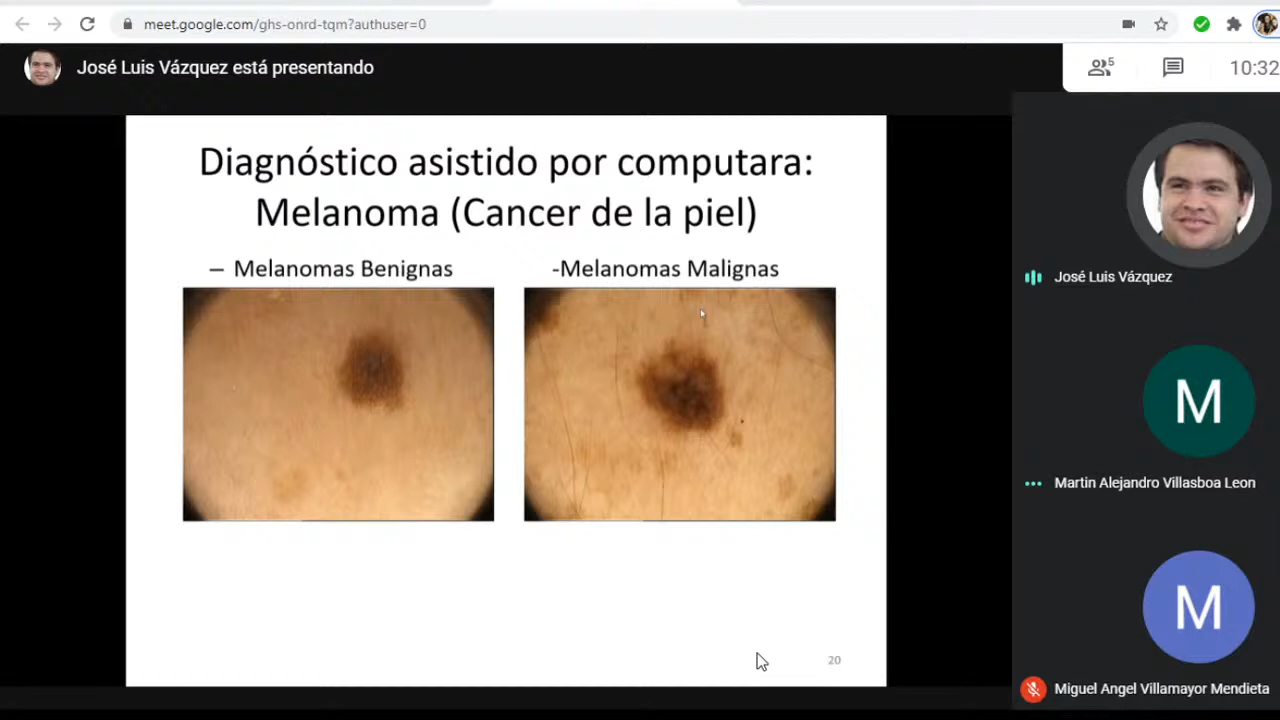 meet.google.com/ghs-onrd-tqm?authuser=0
José Luis Vázquez está presentando
5
10:32
Diagnóstico asistido por computara:
Melanoma (Cancer de la piel)
– Melanomas Benignas
-Melanomas Malignas
20
José Luis Vázquez
M
Martin Alejandro Villasboa Leon
M
Miguel Angel Villamayor Mendieta